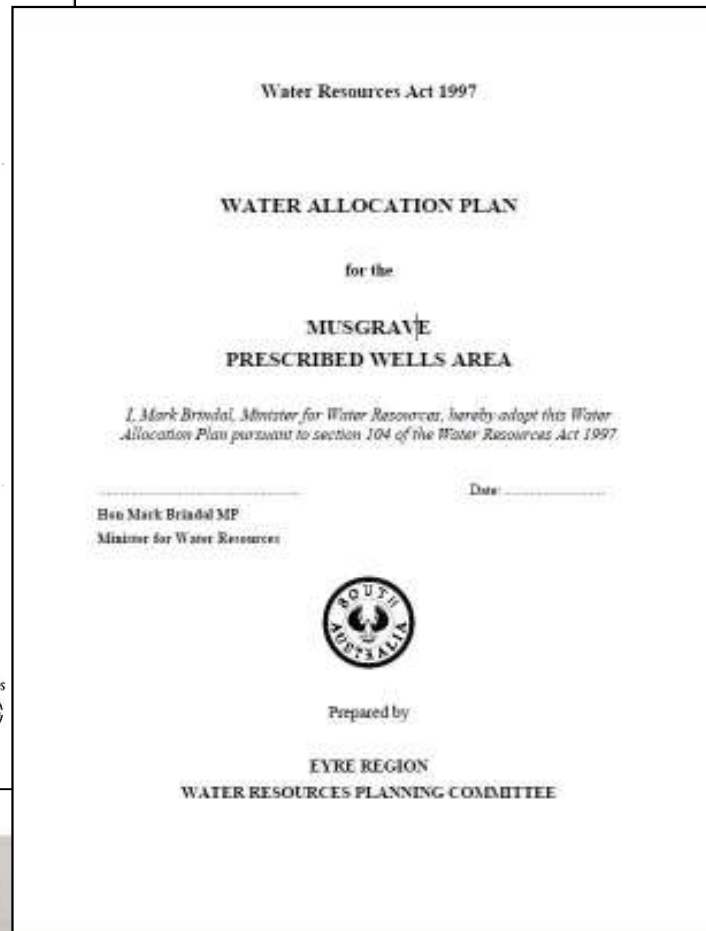 Water Resources Act 1997
WATER ALLOCATION PLAN
for the
MUSGRAVE
PRESCRIBED WELLS AREA
I, Mark Brindal, Minister for Water Resources, hereby adopt this Water
Allocation Plan pursuant to section 104 of the Water Resources Act 1997
Date:
Hon Mark Brindal MP
Minister for Water Resources
SOUTH
AUSTRALIA
Prepared by
EYRE REGION
WATER RESOURCES PLANNING COMMITTEE